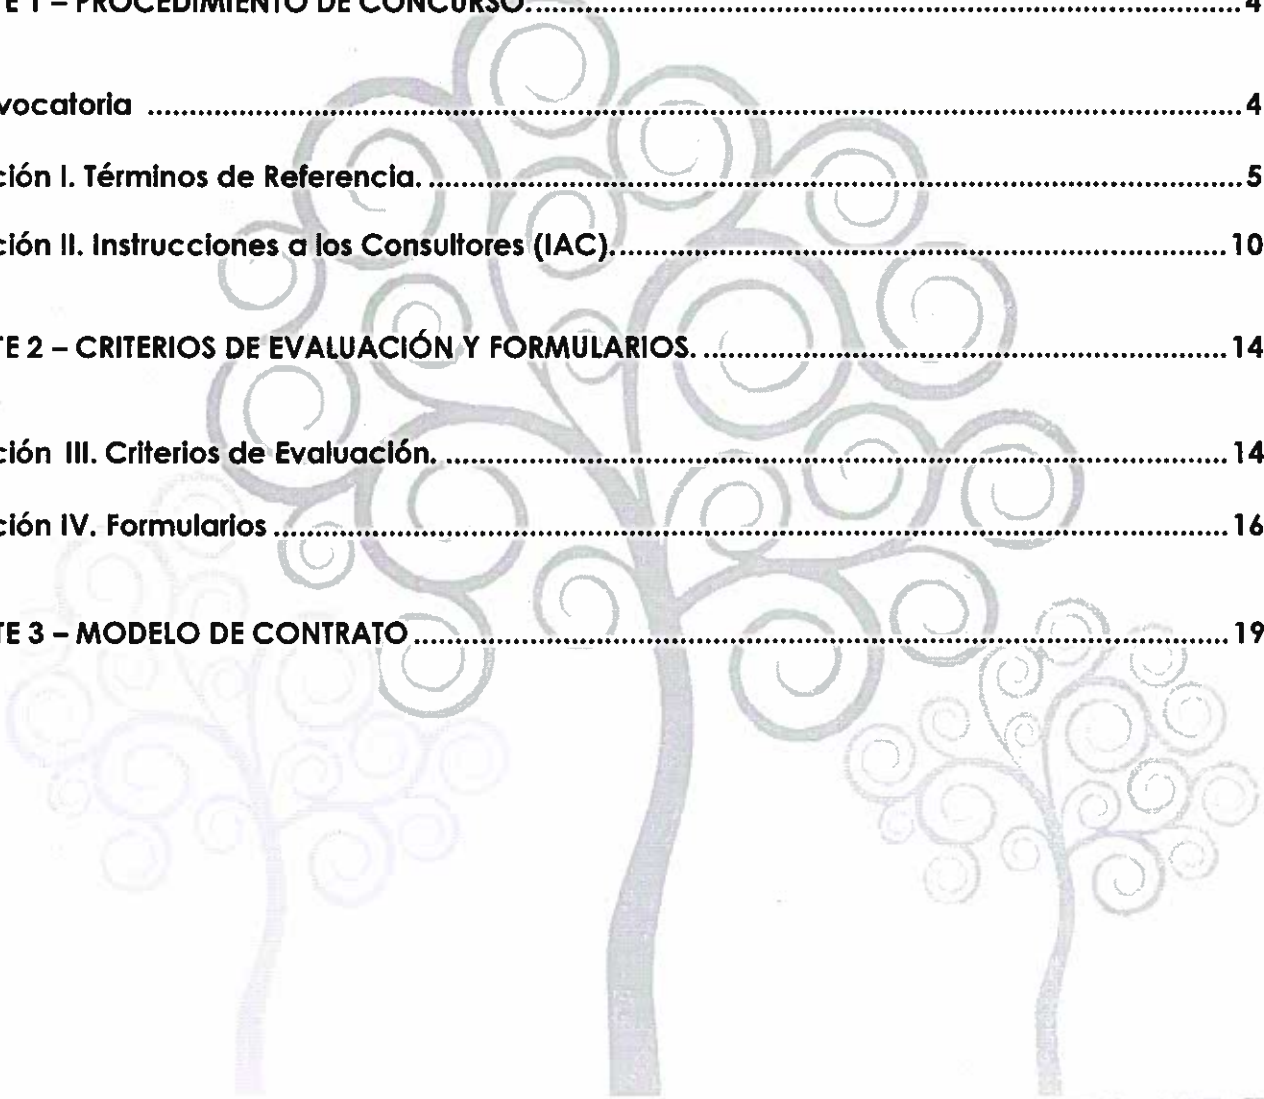 TE 1 – PROCEDIMIENTO DE CONCURSO. .......... 4
vocatoria .......... 4
ción I. Términos de Referencia. .......... 5
ción II. Instrucciones a los Consultores (IAC). .......... 10
TE 2 – CRITERIOS DE EVALUACIÓN Y FORMULARIOS. .......... 14
ción III. Criterios de Evaluación. .......... 14
ción IV. Formularios .......... 16
TE 3 – MODELO DE CONTRATO .......... 19